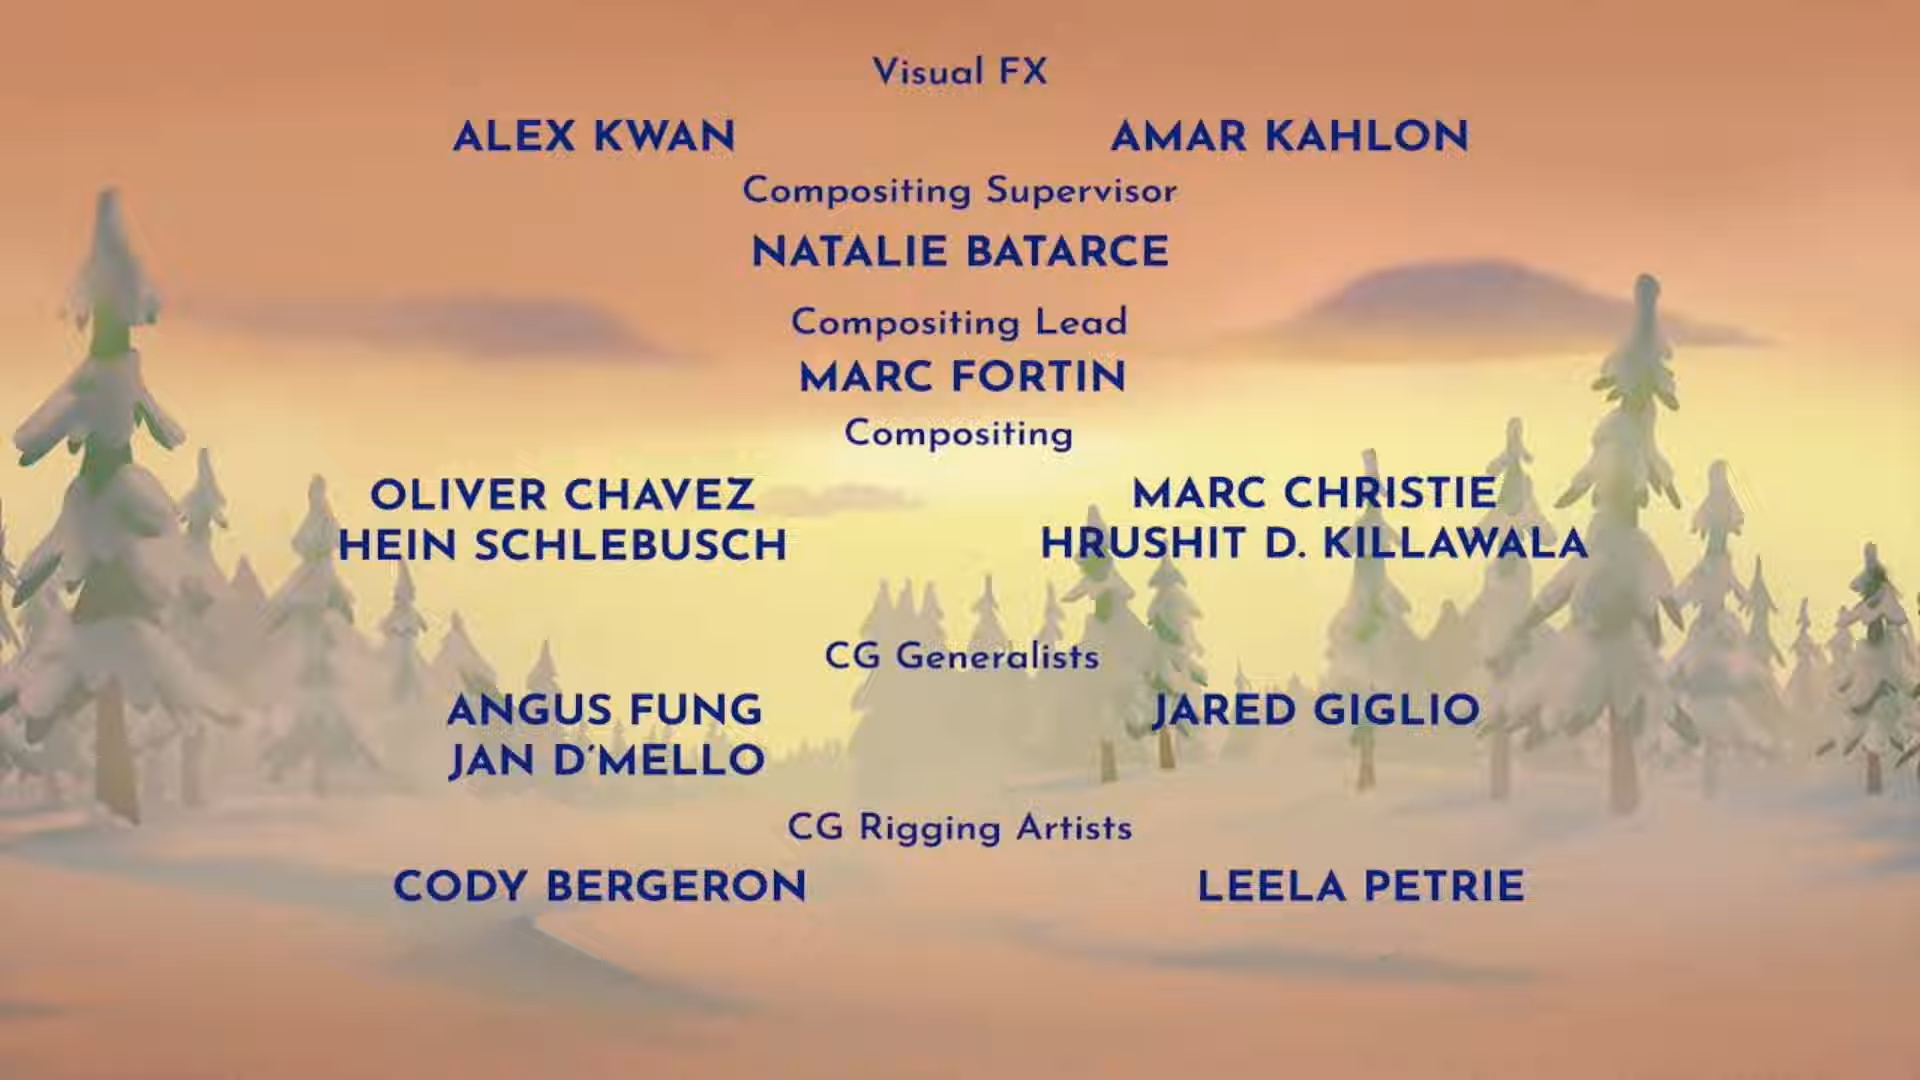 Visual FX
ALEX KWAN AMAR KAHLON
Compositing Supervisor
NATALIE BATARCE
Compositing Lead
MARC FORTIN
Compositing
OLIVER CHAVEZ MARC CHRISTIE
HEIN SCHLEBUSCH HRUSHIT D. KILLAWALA
CG Generalists
ANGUS FUNG JARED GIGLIO
JAN D'MELLO
CG Rigging Artists
CODY BERGERON LEELA PETRIE